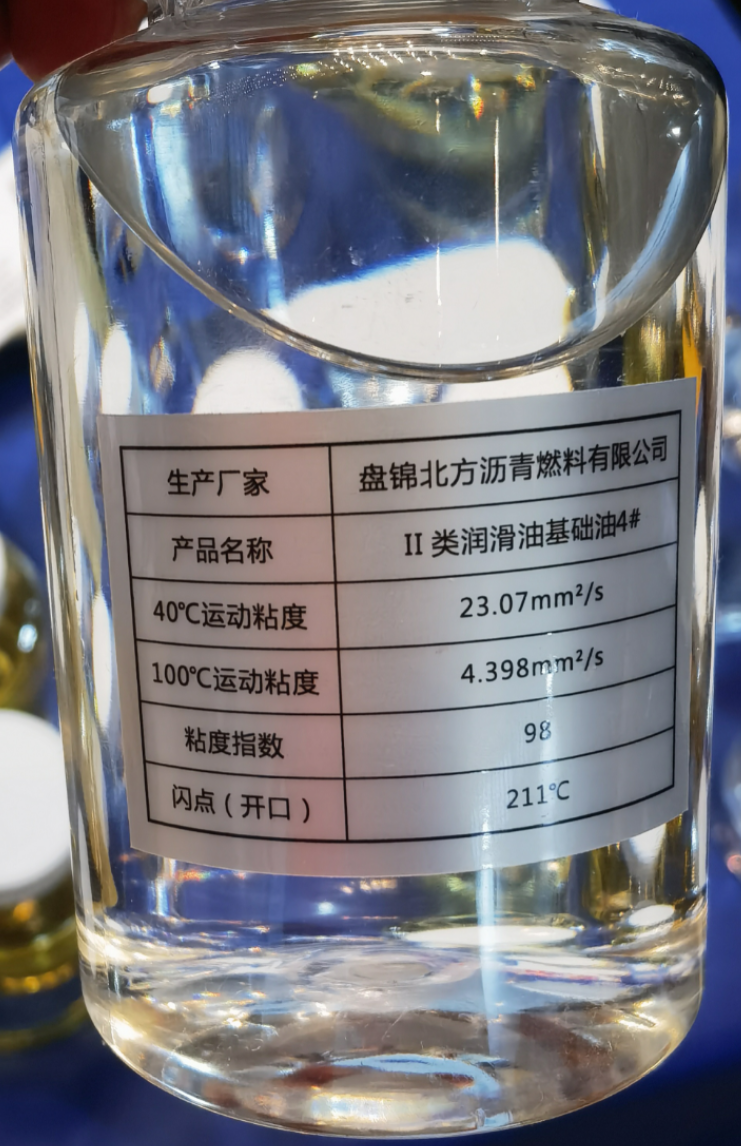 生产厂家 盘锦北方沥青燃料有限公司
产品名称 II 类润滑油基础油4#
40℃运动粘度 23.07mm²/s
100℃运动粘度 4.398mm²/s
粘度指数 98
闪点（开口） 211℃